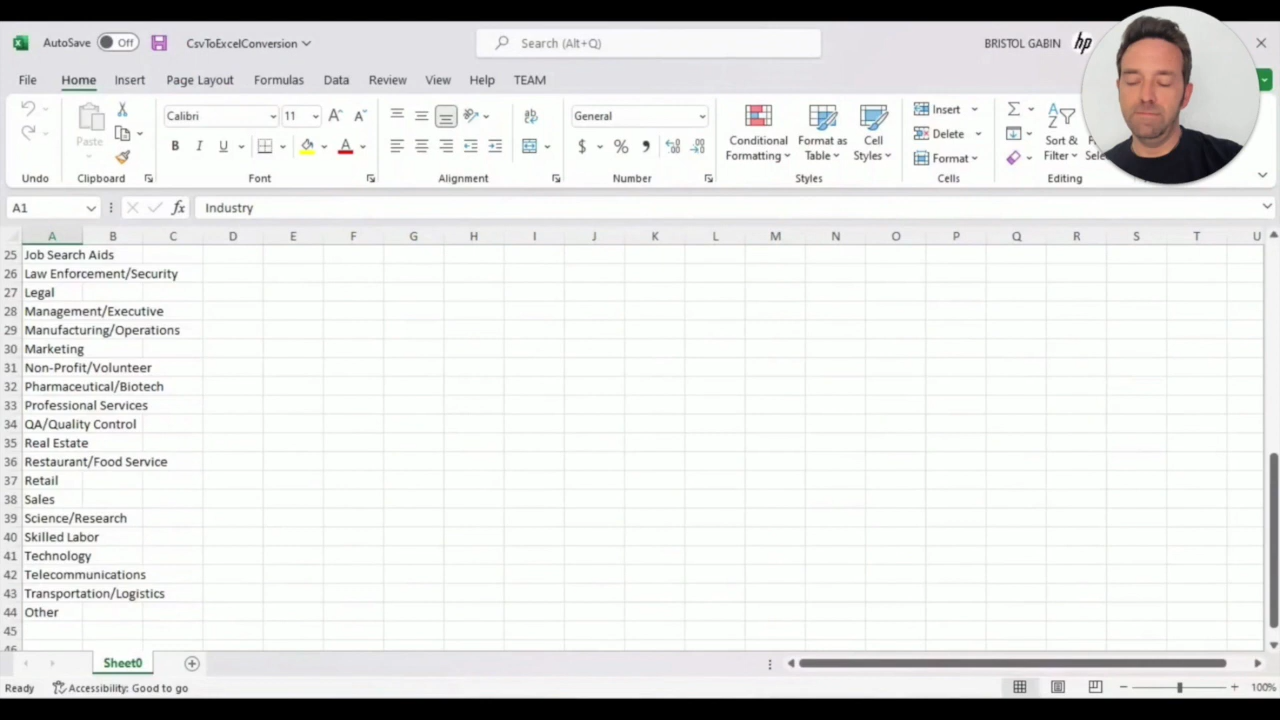 AutoSave Off CsvToExcelConversion Search (Alt+Q) BRISTOL GABIN hp
File Home Insert Page Layout Formulas Data Review View Help TEAM
Calibri 11 General Insert
Paste Conditional Formatting Format as Table Cell Styles Delete Sort & Filter
$ % Format
Undo Clipboard Font Alignment Number Styles Cells Editing
A1 fx Industry
A B C D E F G H I J K L M N O P Q R S T U
25 Job Search Aids
26 Law Enforcement/Security
27 Legal
28 Management/Executive
29 Manufacturing/Operations
30 Marketing
31 Non-Profit/Volunteer
32 Pharmaceutical/Biotech
33 Professional Services
34 QA/Quality Control
35 Real Estate
36 Restaurant/Food Service
37 Retail
38 Sales
39 Science/Research
40 Skilled Labor
41 Technology
42 Telecommunications
43 Transportation/Logistics
44 Other
45
46
Sheet0
Ready Accessibility: Good to go 100%